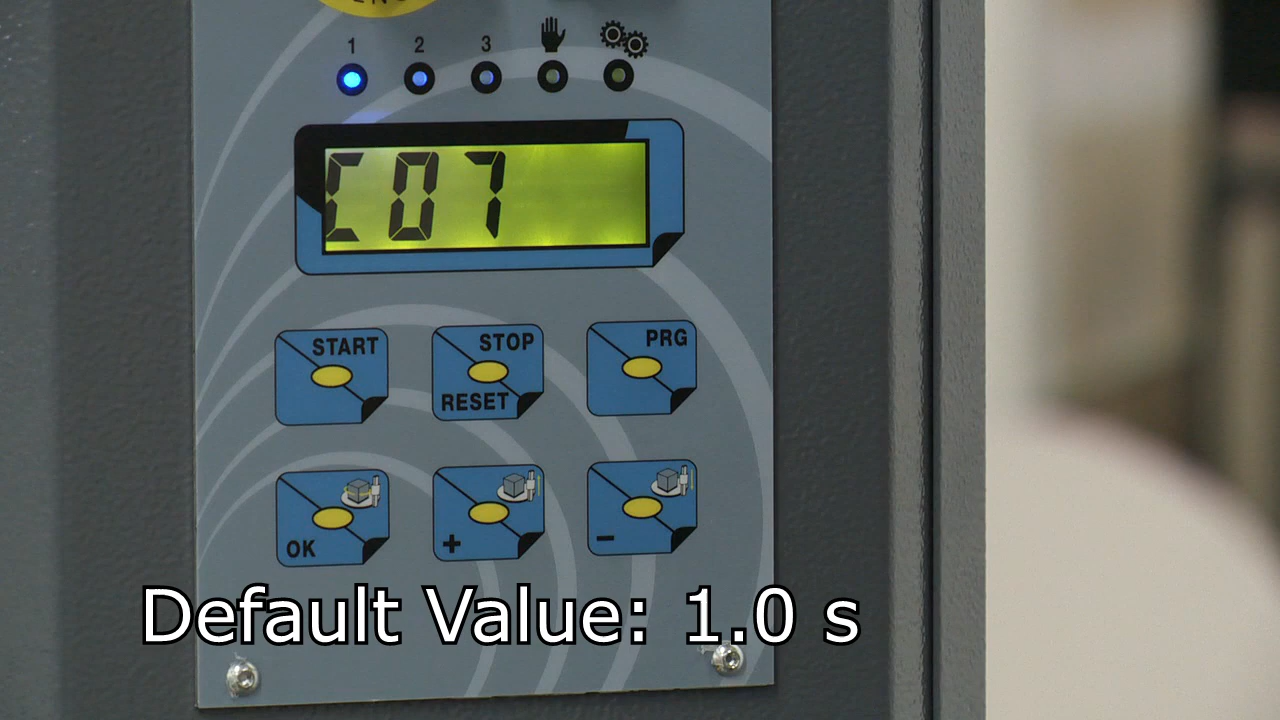 1 2 3
C07
START
STOP
RESET
PRG
OK
+
-
Default Value: 1.0 s